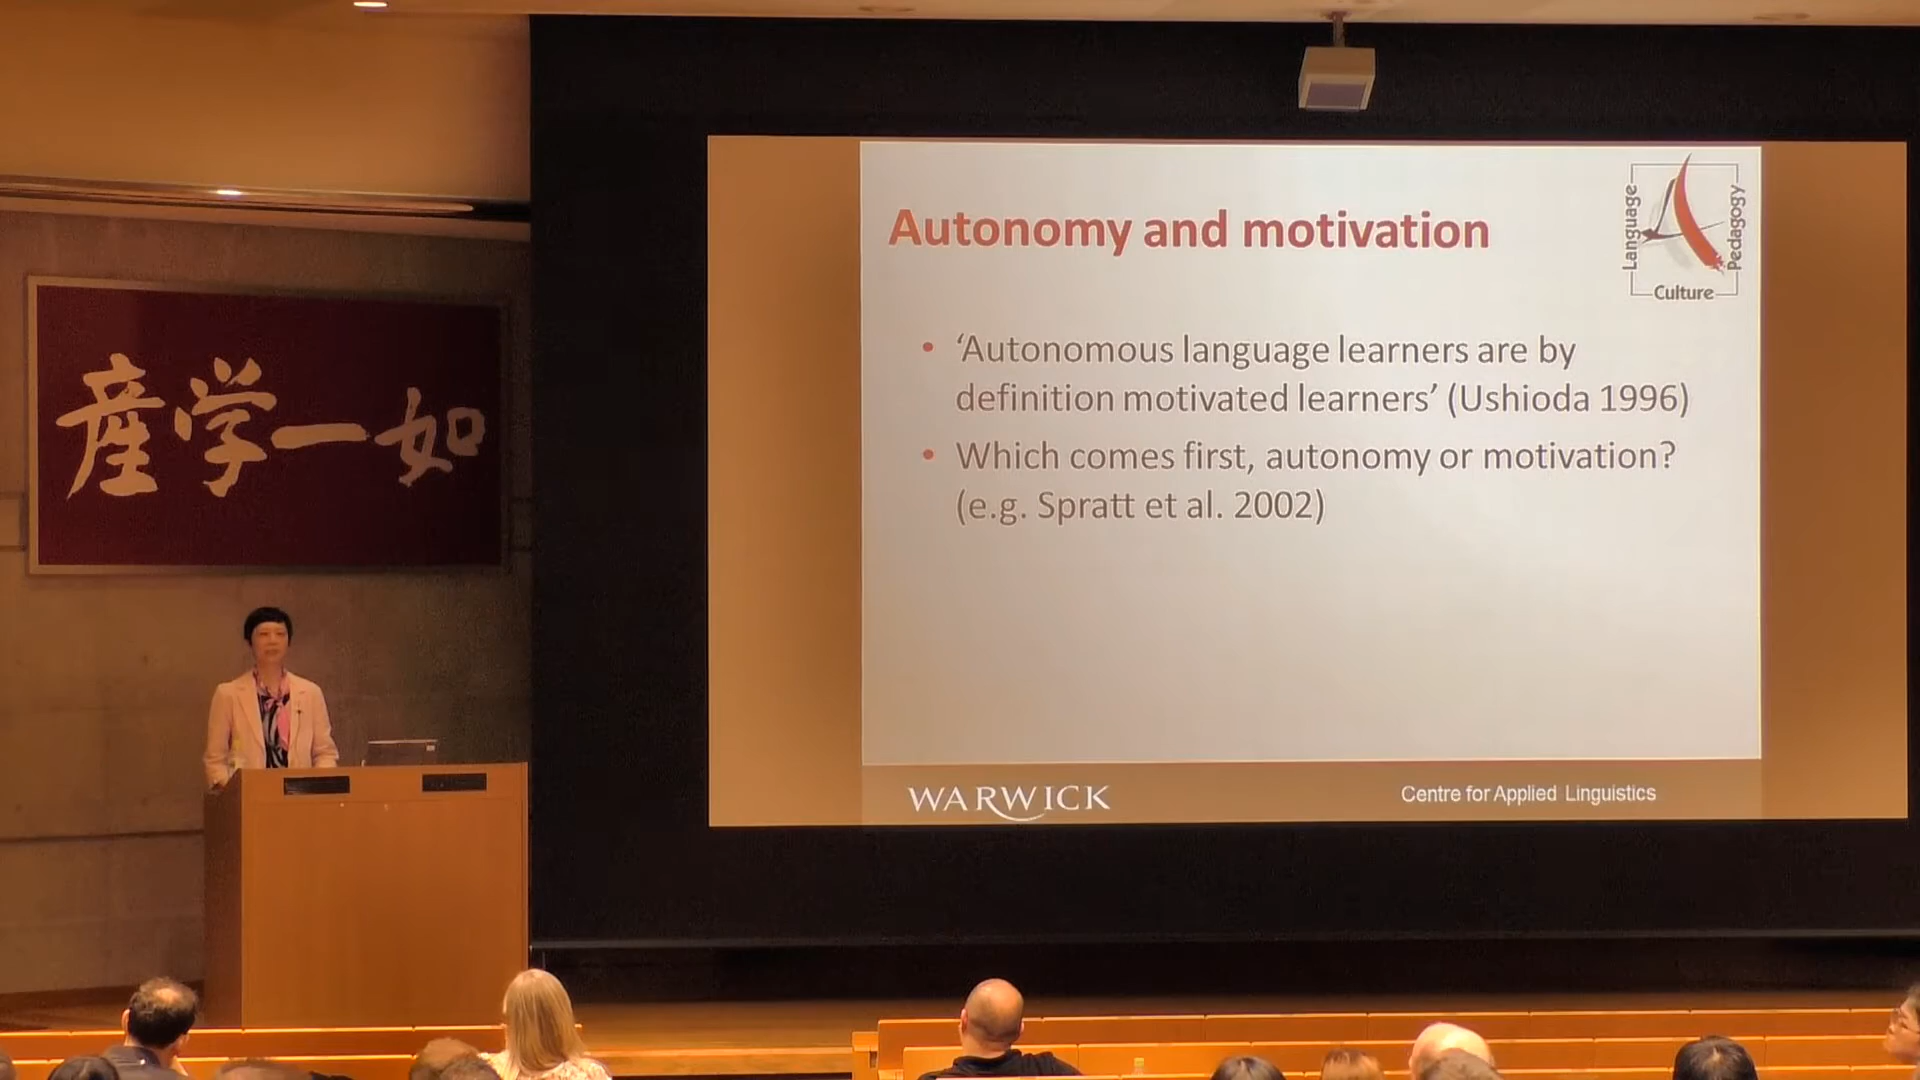 産学一如
Autonomy and motivation
Language
Pedagogy
Culture
• ‘Autonomous language learners are by
definition motivated learners’ (Ushioda 1996)
• Which comes first, autonomy or motivation?
(e.g. Spratt et al. 2002)
WARWICK
Centre for Applied Linguistics